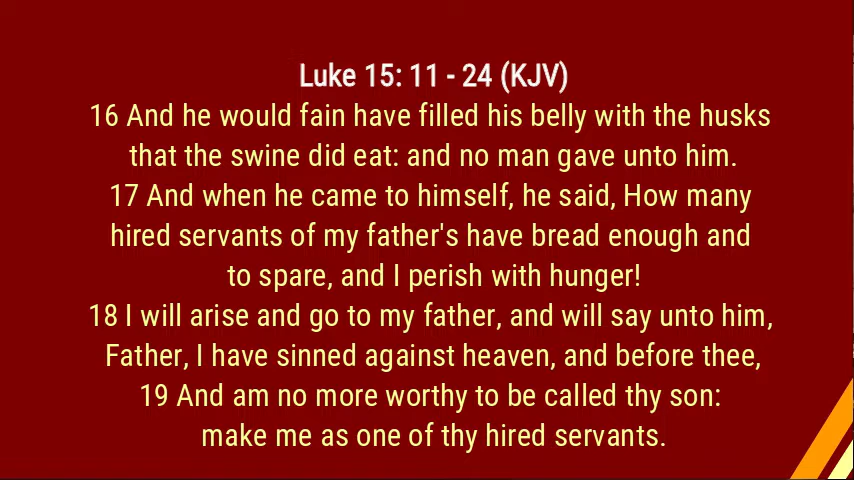 Luke 15: 11 - 24 (KJV)
16 And he would fain have filled his belly with the husks
that the swine did eat: and no man gave unto him.
17 And when he came to himself, he said, How many
hired servants of my father's have bread enough and
to spare, and I perish with hunger!
18 I will arise and go to my father, and will say unto him,
Father, I have sinned against heaven, and before thee,
19 And am no more worthy to be called thy son:
make me as one of thy hired servants.